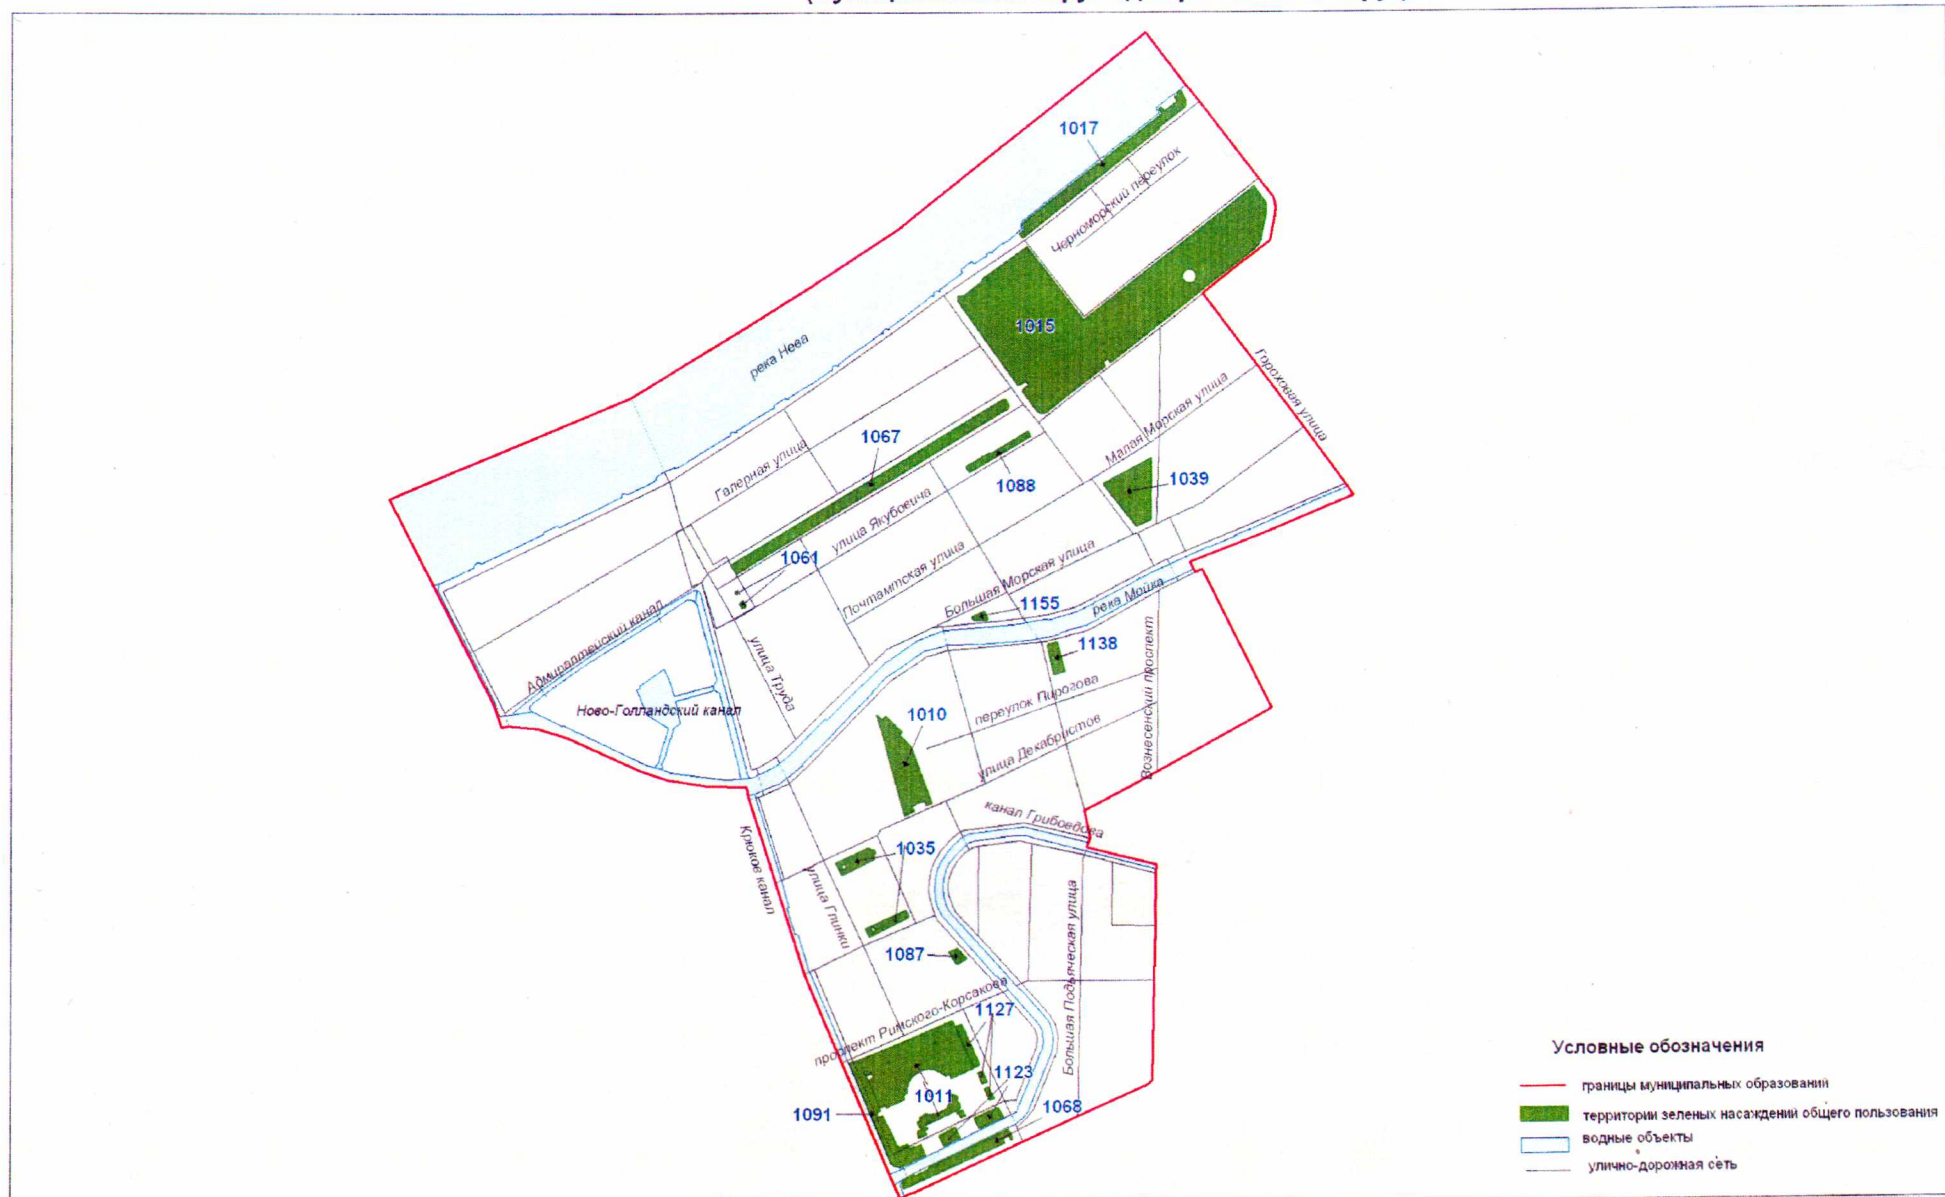 1017
Черноморский переулок
1015
река Нева
Гороховая улица
Малая Морская улица
1067
Галерная улица
1088
1039
улица Якубовича
1061
Почтамтская улица
Большая Морская улица
1155
река Мойка
Адмиралтейский канал
1138
улица Труда
Вознесенский проспект
переулок Пирогова
Ново-Голландский канал
1010
улица Декабристов
канал Грибоедова
Крюков канал
1035
улица Глинки
Большая Подьяческая улица
1087
проспект Римского-Корсакова
1127
1123
1011
1091
1068
Условные обозначения
границы муниципальных образований
территории зеленых насаждений общего пользования
водные объекты
улично-дорожная сеть